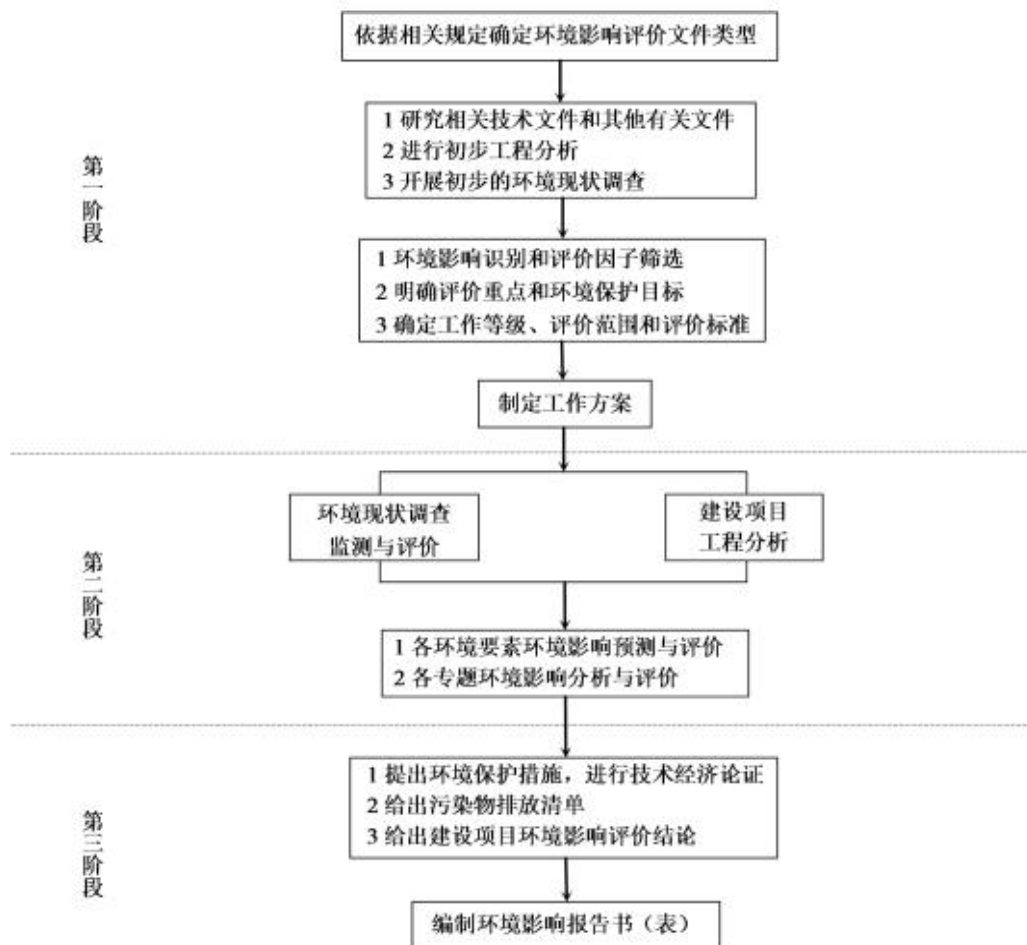 依据相关规定确定环境影响评价文件类型
1 研究相关技术文件和其他有关文件
2 进行初步工程分析
3 开展初步的环境现状调查
第一阶段
1 环境影响识别和评价因子筛选
2 明确评价重点和环境保护目标
3 确定工作等级、评价范围和评价标准
制定工作方案
环境现状调查
监测与评价
建设项目
工程分析
第二阶段
1 各环境要素环境影响预测与评价
2 各专题环境影响分析与评价
1 提出环境保护措施，进行技术经济论证
2 给出污染物排放清单
3 给出建设项目环境影响评价结论
第三阶段
编制环境影响报告书（表）